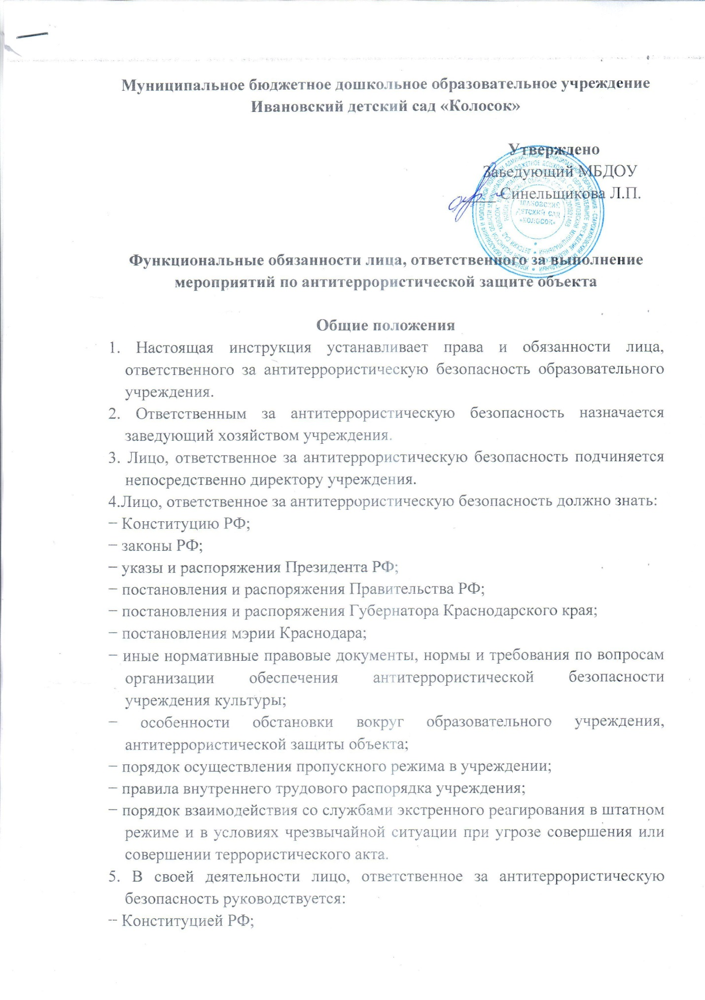 Муниципальное бюджетное дошкольное образовательное учреждение
Ивановский детский сад «Колосок»
Утверждено
Заведующий МБДОУ
Синельщикова Л.П.
ИВАНОВСКИЙ
ДЕТСКИЙ САД
«КОЛОСОК»
Функциональные обязанности лица, ответственного за выполнение
мероприятий по антитеррористической защите объекта
Общие положения
1. Настоящая инструкция устанавливает права и обязанности лица,
ответственного за антитеррористическую безопасность образовательного
учреждения.
2. Ответственным за антитеррористическую безопасность назначается
заведующий хозяйством учреждения.
3. Лицо, ответственное за антитеррористическую безопасность подчиняется
непосредственно директору учреждения.
4.Лицо, ответственное за антитеррористическую безопасность должно знать:
− Конституцию РФ;
− законы РФ;
− указы и распоряжения Президента РФ;
− постановления и распоряжения Правительства РФ;
− постановления и распоряжения Губернатора Краснодарского края;
− постановления мэрии Краснодара;
− иные нормативные правовые документы, нормы и требования по вопросам
организации обеспечения антитеррористической безопасности
учреждения культуры;
− особенности обстановки вокруг образовательного учреждения,
антитеррористической защиты объекта;
− порядок осуществления пропускного режима в учреждении;
− правила внутреннего трудового распорядка учреждения;
− порядок взаимодействия со службами экстренного реагирования в штатном
режиме и в условиях чрезвычайной ситуации при угрозе совершения или
совершении террористического акта.
5. В своей деятельности лицо, ответственное за антитеррористическую
безопасность руководствуется:
-- Конституцией РФ;